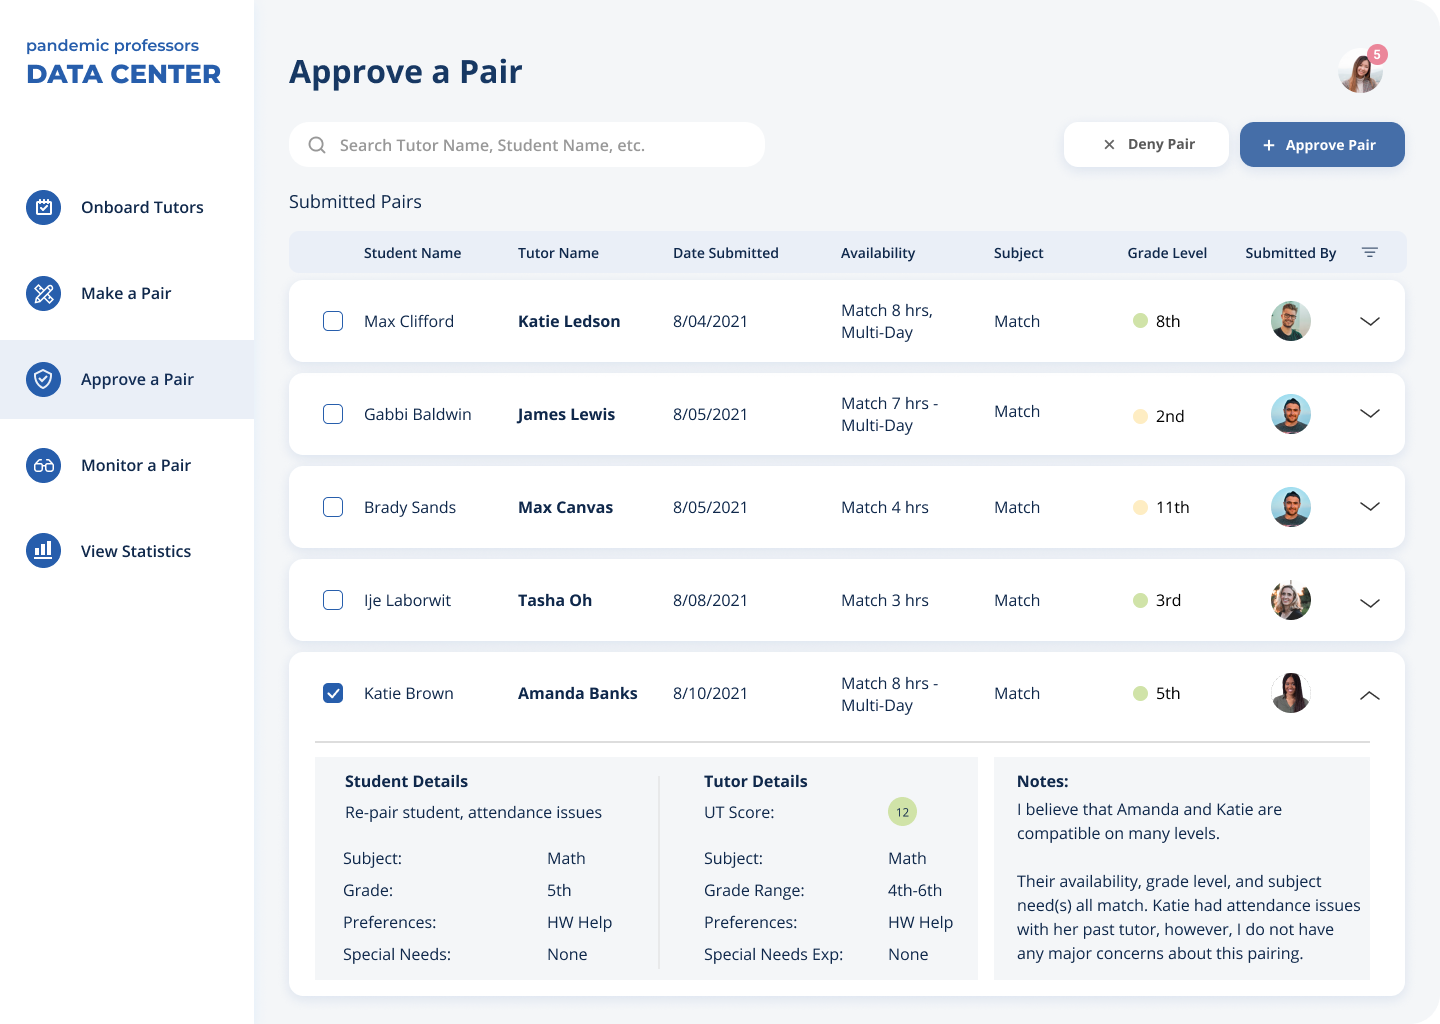 pandemic professors
DATA CENTER
Onboard Tutors
Make a Pair
Approve a Pair
Monitor a Pair
View Statistics
Approve a Pair
5
Search Tutor Name, Student Name, etc.
Deny Pair
Approve Pair
Submitted Pairs
Student Name Tutor Name Date Submitted Availability Subject Grade Level Submitted By
Max Clifford Katie Ledson 8/04/2021 Match 8 hrs, Match 8th
Multi-Day
Gabbi Baldwin James Lewis 8/05/2021 Match 7 hrs - Match 2nd
Multi-Day
Brady Sands Max Canvas 8/05/2021 Match 4 hrs Match 11th
Ije Laborwit Tasha Oh 8/08/2021 Match 3 hrs Match 3rd
Katie Brown Amanda Banks 8/10/2021 Match 8 hrs - Match 5th
Multi-Day
Student Details
Re-pair student, attendance issues
Subject: Math
Grade: 5th
Preferences: HW Help
Special Needs: None
Tutor Details
UT Score: 12
Subject: Math
Grade Range: 4th-6th
Preferences: HW Help
Special Needs Exp: None
Notes:
I believe that Amanda and Katie are
compatible on many levels.
Their availability, grade level, and subject
need(s) all match. Katie had attendance issues
with her past tutor, however, I do not have
any major concerns about this pairing.